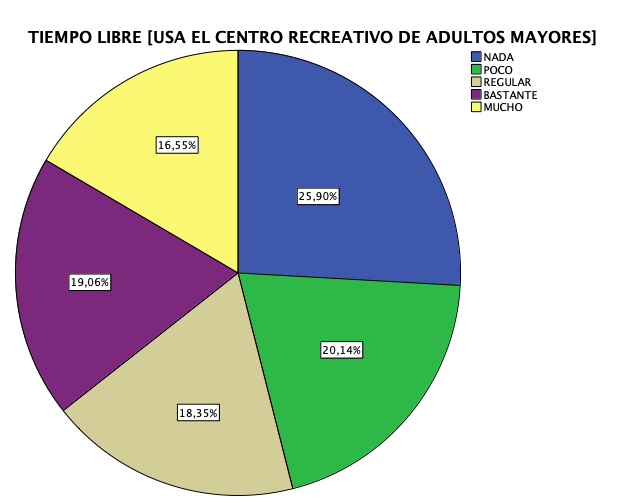 TIEMPO LIBRE [USA EL CENTRO RECREATIVO DE ADULTOS MAYORES]
NADA
POCO
REGULAR
BASTANTE
MUCHO
16,55%
25,90%
19,06%
20,14%
18,35%